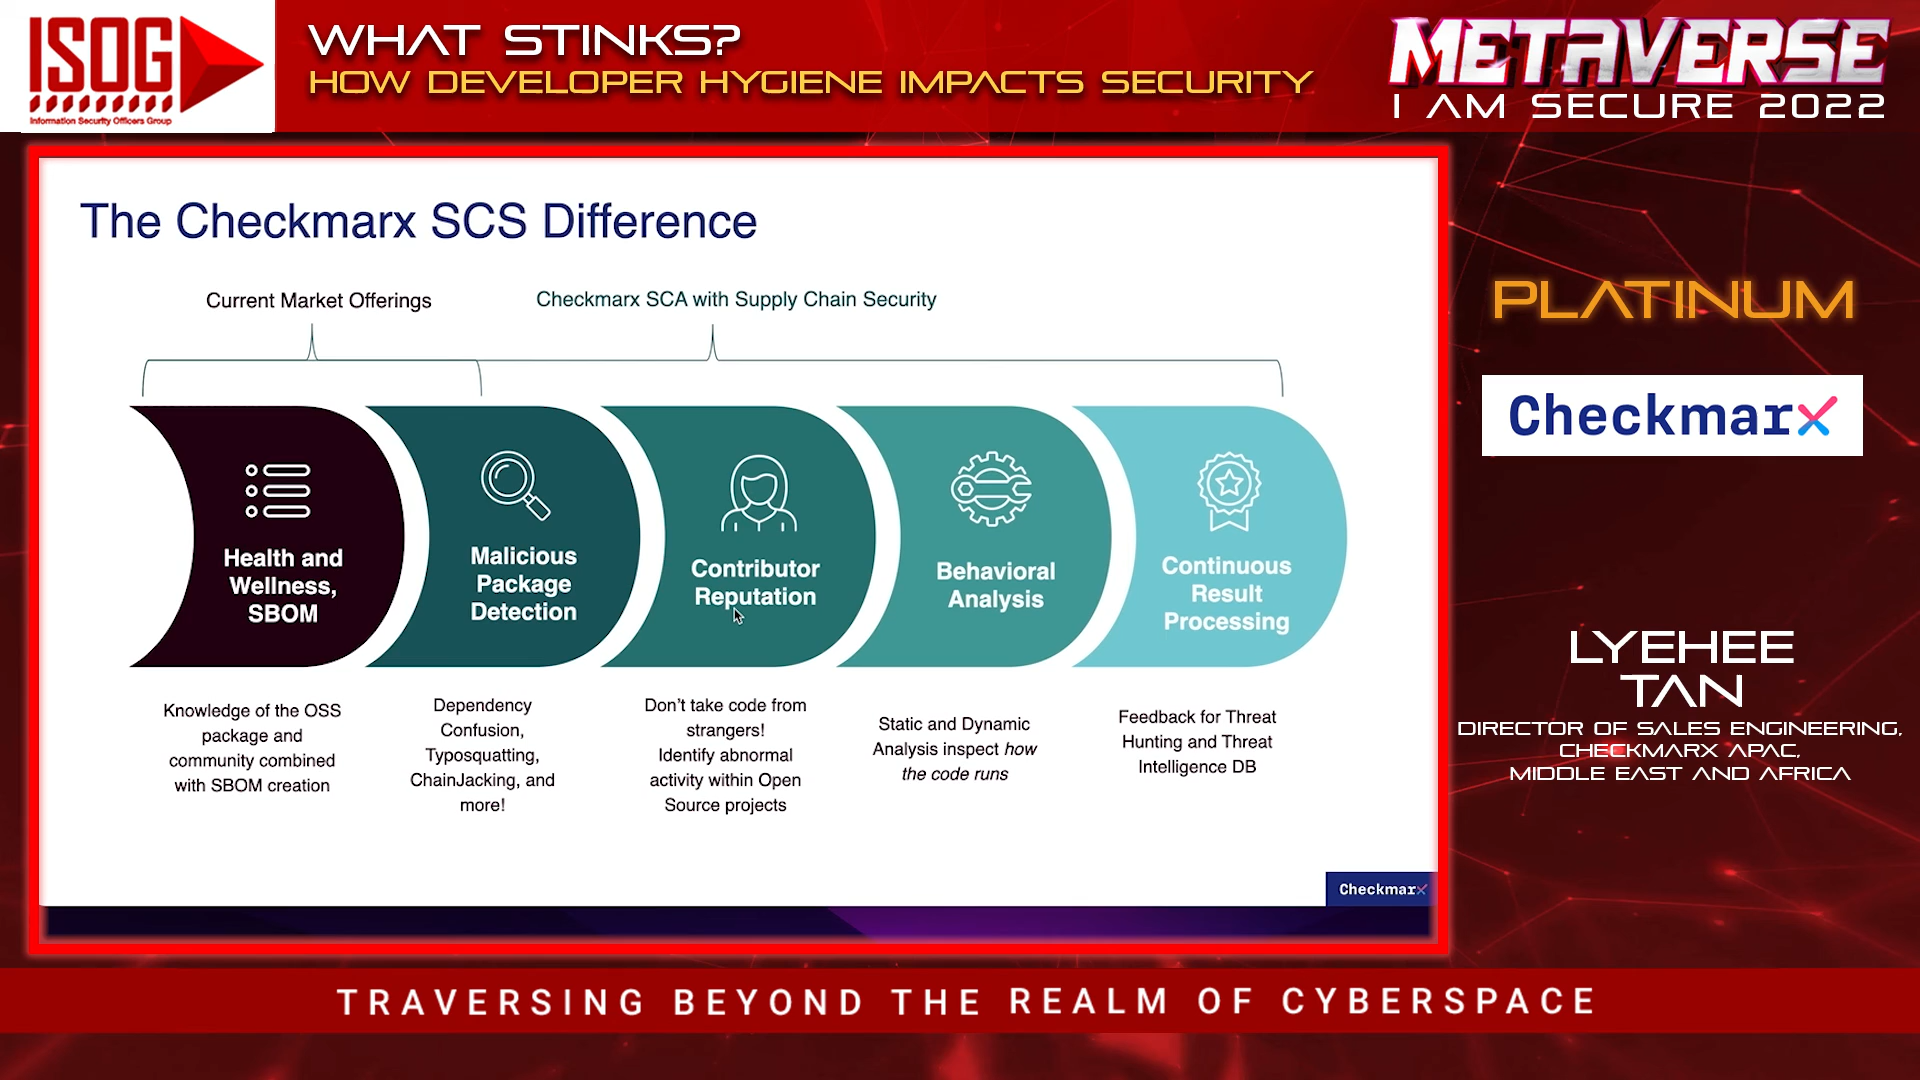 ISOG
Information Security Officers Group
WHAT STINKS?
HOW DEVELOPER HYGIENE IMPACTS SECURITY
METAVERSE
I AM SECURE 2022
The Checkmarx SCS Difference
Current Market Offerings
Checkmarx SCA with Supply Chain Security
Health and
Wellness,
SBOM
Malicious
Package
Detection
Contributor
Reputation
Behavioral
Analysis
Continuous
Result
Processing
Knowledge of the OSS
package and
community combined
with SBOM creation
Dependency
Confusion,
Typosquatting,
ChainJacking, and
more!
Don't take code from
strangers!
Identify abnormal
activity within Open
Source projects
Static and Dynamic
Analysis inspect how
the code runs
Feedback for Threat
Hunting and Threat
Intelligence DB
Checkmarx
PLATINUM
Checkmarx
LYEHEE
TAN
DIRECTOR OF SALES ENGINEERING,
CHECKMARX APAC,
MIDDLE EAST AND AFRICA
TRAVERSING BEYOND THE REALM OF CYBERSPACE